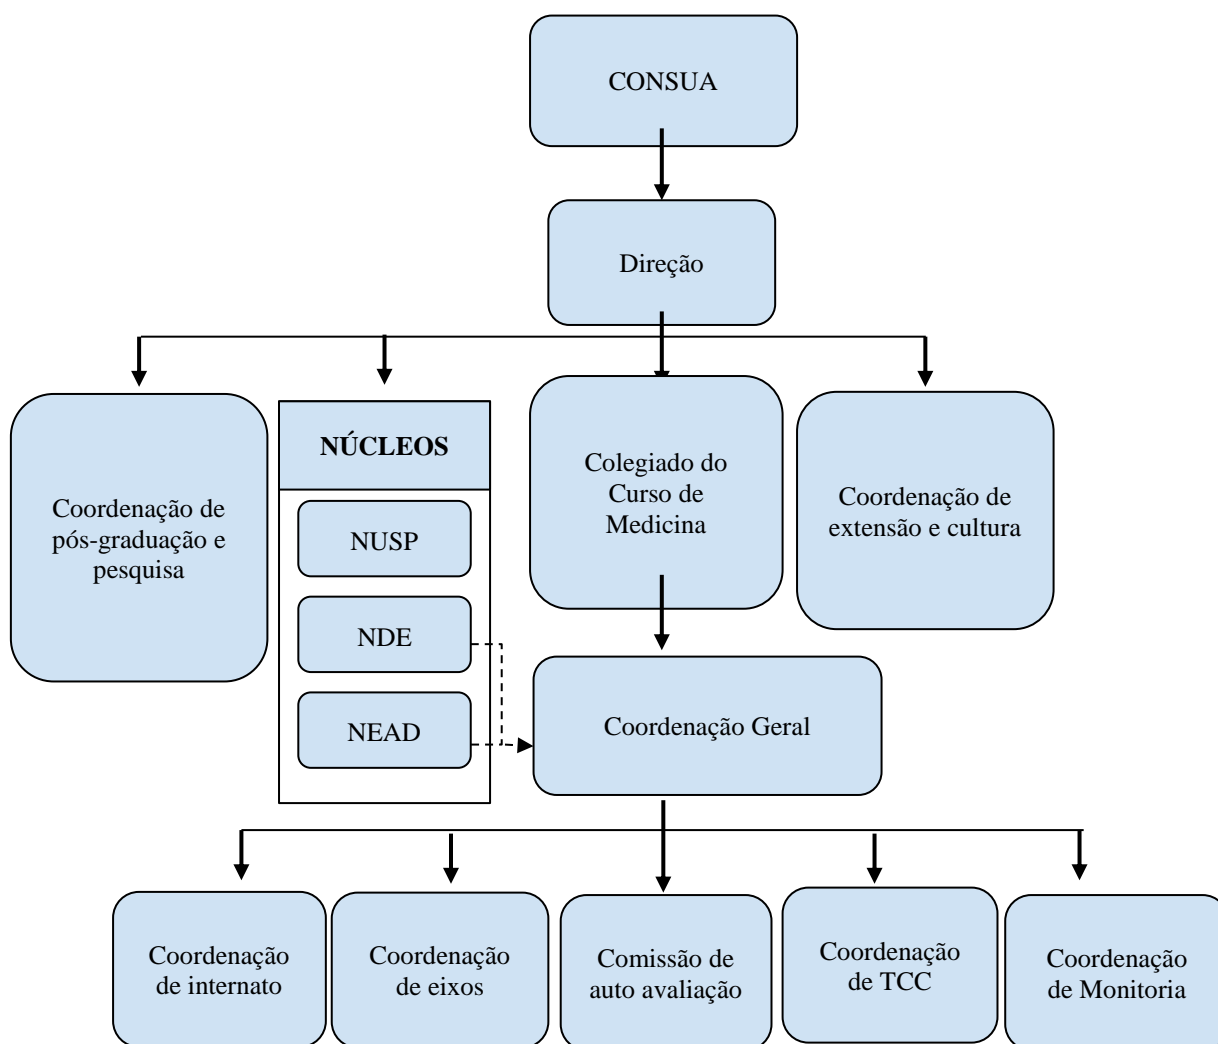 CONSUA
Direção
Coordenação de
pós-graduação e
pesquisa
NÚCLEOS
NUSP
NDE
NEAD
Colegiado do
Curso de
Medicina
Coordenação de
extensão e cultura
Coordenação Geral
Coordenação
de internato
Coordenação
de eixos
Comissão de
auto avaliação
Coordenação
de TCC
Coordenação
de Monitoria